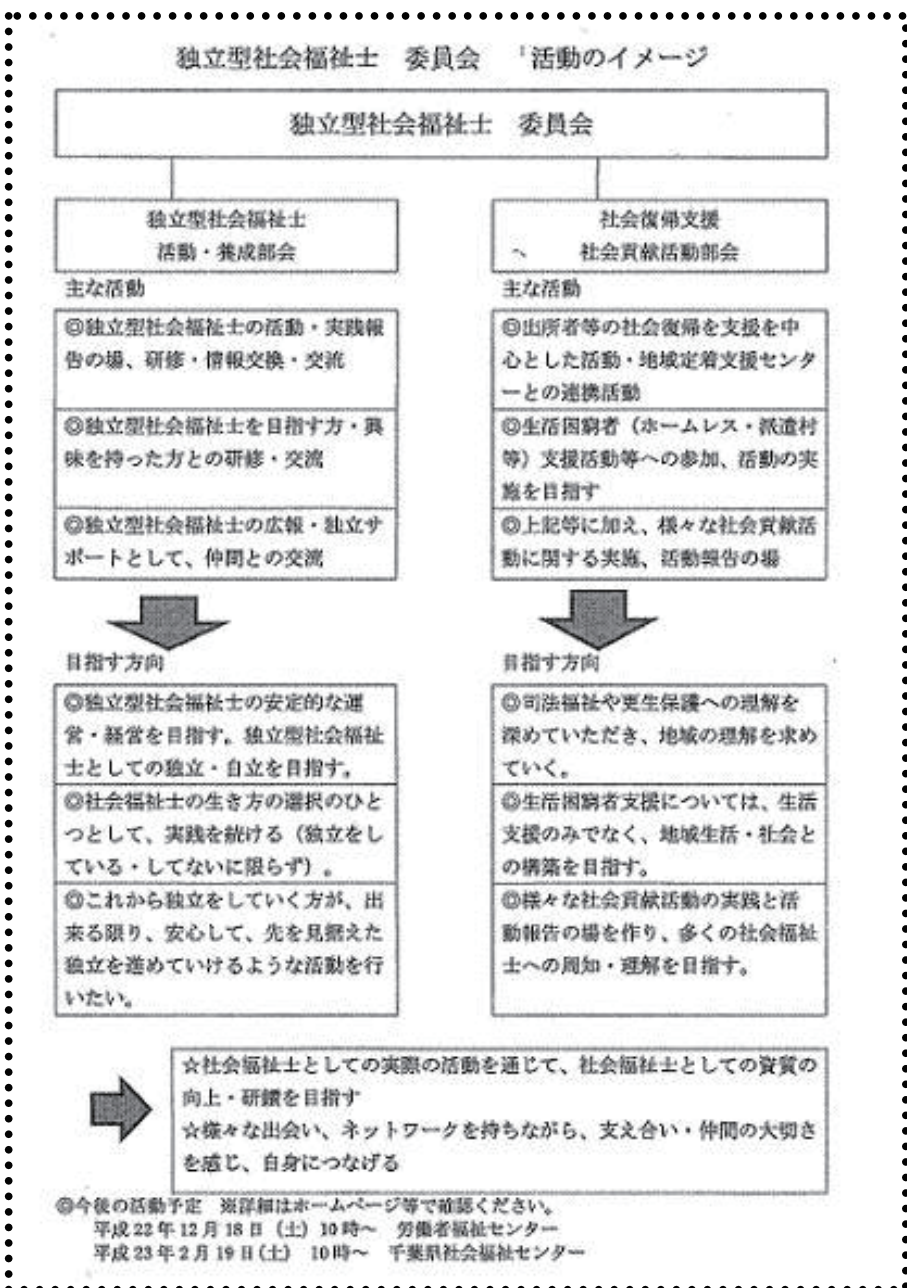 独立型社会福祉士 委員会 「活動のイメージ
独立型社会福祉士 委員会
独立型社会福祉士
活動・養成部会
主な活動
◎独立型社会福祉士の活動・実践報
告の場、研修・情報交換・交流
◎独立型社会福祉士を目指す方・興
味を持った方との研修・交流
◎独立型社会福祉士の広報・独立サ
ポートとして、仲間との交流
目指す方向
◎独立型社会福祉士の安定的な運
営・経営を目指す。独立型社会福祉
士としての独立・自立を目指す。
◎社会福祉士の生き方の選択のひと
つとして、実践を続ける（独立をし
ている・してないに限らず）。
◎これから独立をしていく方が、出
来る限り、安心して、先を見据えた
独立を進めていけるような活動を行
いたい。
社会復帰支援
へ 社会貢献活動部会
主な活動
◎出所者等の社会復帰を支援を中
心とした活動・地域定着支援センタ
ーとの連携活動
◎生活困窮者（ホームレス・派遣村
等）支援活動等への参加、活動の実
施を目指す
◎上記等に加え、様々な社会貢献活
動に関する実施、活動報告の場
目指す方向
◎司法福祉や更生保護への理解を
深めていただき、地域の理解を求め
ていく。
◎生活困窮者支援については、生活
支援のみでなく、地域生活・社会と
の構築を目指す。
◎様々な社会貢献活動の実践と活
動報告の場を作り、多くの社会福祉
士への周知・理解を目指す。
☆社会福祉士としての実際の活動を通じて、社会福祉士としての資質の
向上・研鑽を目指す
☆様々な出会い、ネットワークを持ちながら、支え合い・仲間の大切さ
を感じ、自身につなげる
◎今後の活動予定 ※詳細はホームページ等で確認ください。
平成22年12月18日（土）10時～ 労働者福祉センター
平成23年2月19日(土) 10時～ 千葉県社会福祉センター